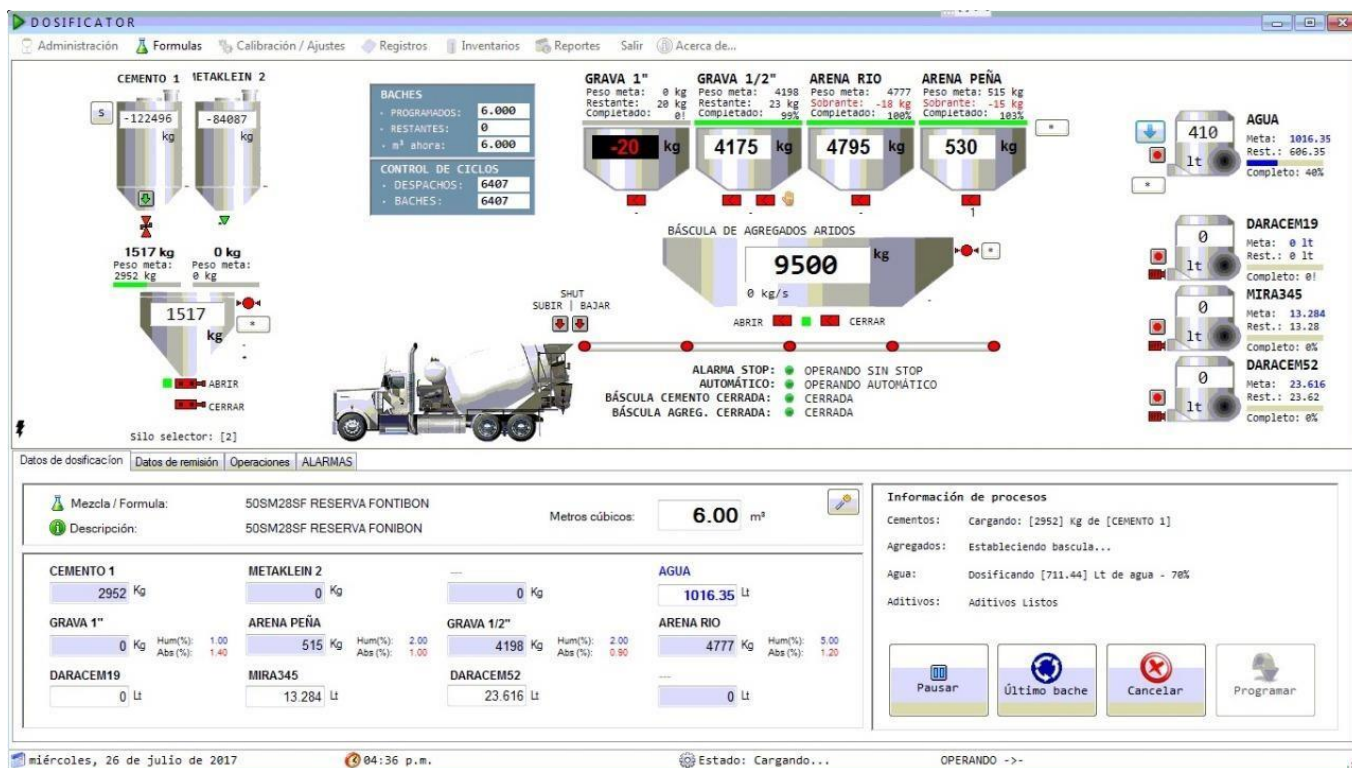 DOSIFICATOR
Administración Formulas Calibración / Ajustes Registros Inventarios Reportes Salir Acerca de...
CEMENTO 1
METAKLEIN 2
S
-122496
kg
-84087
kg
1517 kg
Peso meta:
2952 kg
0 kg
Peso meta:
0 kg
1517
kg
*
ABRIR
CERRAR
Silo selector: [2]
BACHES
- PROGRAMADOS: 6.000
- RESTANTES: 0
- m³ ahora: 6.000
CONTROL DE CICLOS
- DESPACHOS: 6407
- BACHES: 6407
GRAVA 1"
Peso meta: 0 kg
Restante: 20 kg
Completado: 0!
-20 kg
-
GRAVA 1/2"
Peso meta: 4198
Restante: 23 kg
Completado: 99%
4175 kg
-
ARENA RIO
Peso meta: 4777
Sobrante: -18 kg
Completado: 100%
4795 kg
-
ARENA PEÑA
Peso meta: 515 kg
Sobrante: -15 kg
Completado: 103%
530 kg
1
*
BÁSCULA DE AGREGADOS ARIDOS
9500 kg
0 kg/s
*
ABRIR CERRAR
SHUT
SUBIR | BAJAR
ALARMA STOP: OPERANDO SIN STOP
AUTOMÁTICO: OPERANDO AUTOMÁTICO
BÁSCULA CEMENTO CERRADA: CERRADA
BÁSCULA AGREG. CERRADA: CERRADA
410
lt
*
AGUA
Meta: 1016.35
Rest.: 606.35
Completo: 40%
0
lt
DARACEM19
Meta: 0 lt
Rest.: 0 lt
Completo: 0!
0
lt
MIRA345
Meta: 13.284
Rest.: 13.28
Completo: 0%
0
lt
DARACEM52
Meta: 23.616
Rest.: 23.62
Completo: 0%
Datos de dosificacíon Datos de remisión Operaciones ALARMAS
Mezcla / Formula: 50SM28SF RESERVA FONTIBON
Descripción: 50SM28SF RESERVA FONIBON
Metros cúbicos: 6.00 m³
CEMENTO 1 METAKLEIN 2 --- AGUA
2952 Kg 0 Kg 0 Kg 1016.35 Lt
GRAVA 1" ARENA PEÑA GRAVA 1/2" ARENA RIO
0 Kg Hum(%): 1.00 515 Kg Hum(%): 2.00 4198 Kg Hum(%): 2.00 4777 Kg Hum(%): 5.00
Abs(%): 1.40 Abs(%): 1.00 Abs(%): 0.90 Abs(%): 1.20
DARACEM19 MIRA345 DARACEM52 ---
0 Lt 13.284 Lt 23.616 Lt 0 Lt
Información de procesos
Cementos: Cargando: [2952] Kg de [CEMENTO 1]
Agregados: Estableciendo bascula...
Agua: Dosificando [711.44] Lt de agua - 70%
Aditivos: Aditivos Listos
Pausar Último bache Cancelar Programar
miércoles, 26 de julio de 2017 04:36 p.m. Estado: Cargando... OPERANDO ->-